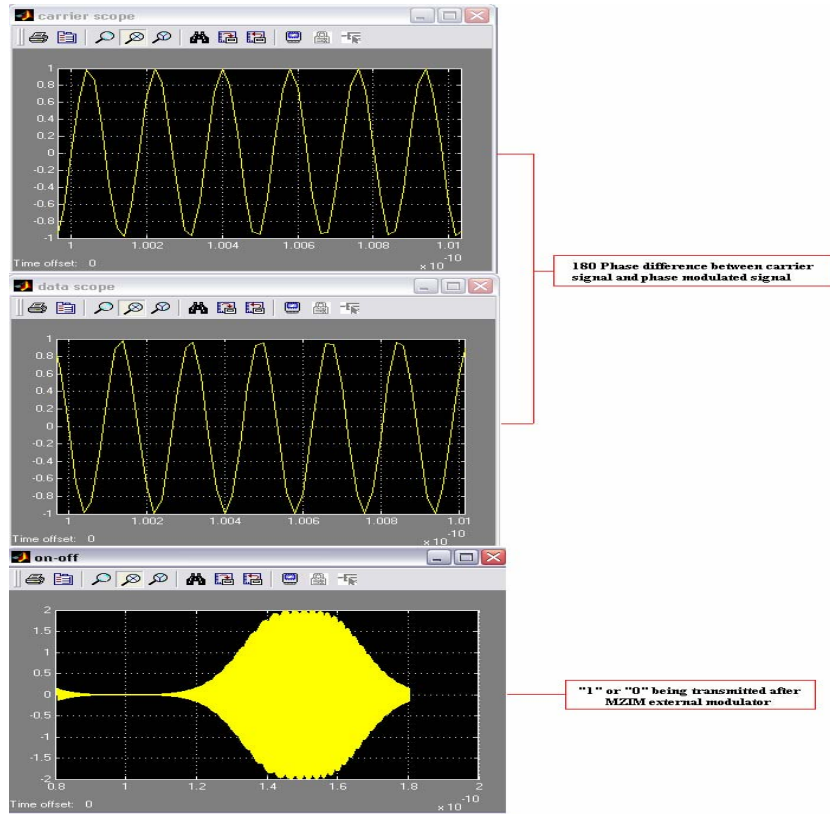 carrier scope
1
0.8
0.6
0.4
0.2
0
-0.2
-0.4
-0.6
-0.8
-1
1 1.002 1.004 1.006 1.008 1.01
Time offset: 0
x 10
-10
180 Phase difference between carrier
signal and phase modulated signal
data scope
1
0.8
0.6
0.4
0.2
0
-0.2
-0.4
-0.6
-0.8
-1
1 1.002 1.004 1.006 1.008 1.01
Time offset: 0
x 10
-10
on-off
2
1.5
1
0.5
0
-0.5
-1
-1.5
-2
0.8 1 1.2 1.4 1.6 1.8 2
Time offset: 0
x 10
-10
"1" or "0" being transmitted after
MZIM external modulator